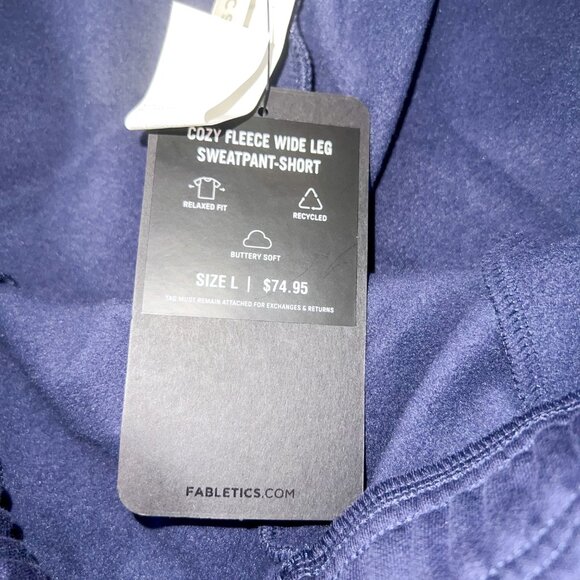 COZY FLEECE WIDE LEG
SWEATPANT-SHORT
RELAXED FIT
RECYCLED
BUTTERY SOFT
SIZE L | $74.95
TAG MUST REMAIN ATTACHED FOR EXCHANGES & RETURNS
FABLETICS.COM